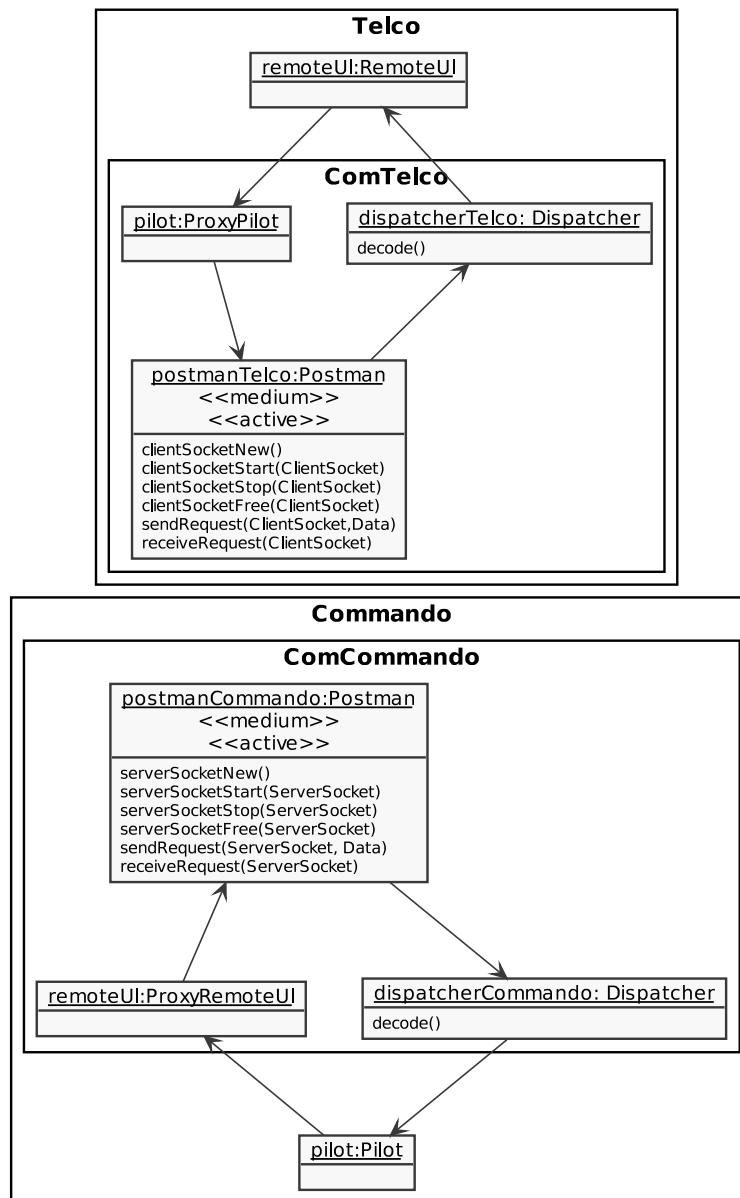 Telco
remoteUI:RemoteUI
ComTelco
pilot:ProxyPilot
dispatcherTelco: Dispatcher
decode()
postmanTelco:Postman
<<medium>>
<<active>>
clientSocketNew()
clientSocketStart(ClientSocket)
clientSocketStop(ClientSocket)
clientSocketFree(ClientSocket)
sendRequest(ClientSocket,Data)
receiveRequest(ClientSocket)
Commando
ComCommando
postmanCommando:Postman
<<medium>>
<<active>>
serverSocketNew()
serverSocketStart(ServerSocket)
serverSocketStop(ServerSocket)
serverSocketFree(ServerSocket)
sendRequest(ServerSocket, Data)
receiveRequest(ServerSocket)
remoteUI:ProxyRemoteUI
dispatcherCommando: Dispatcher
decode()
pilot:Pilot